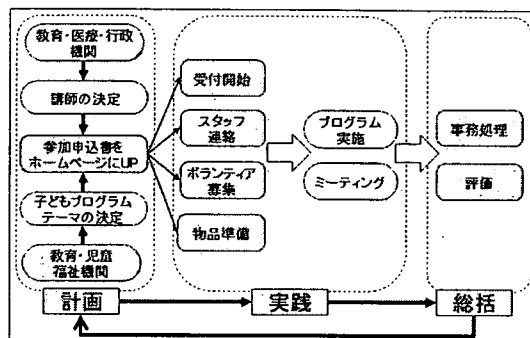 教育・医療・行政
機関
講師の決定
参加申込書を
ホームページにUP
子どもプログラム
テーマの決定
教育・児童
福祉機関
受付開始
スタッフ
連絡
ボランティア
募集
物品準備
プログラム
実施
ミーティング
事務処理
評価
計画
実践
総括